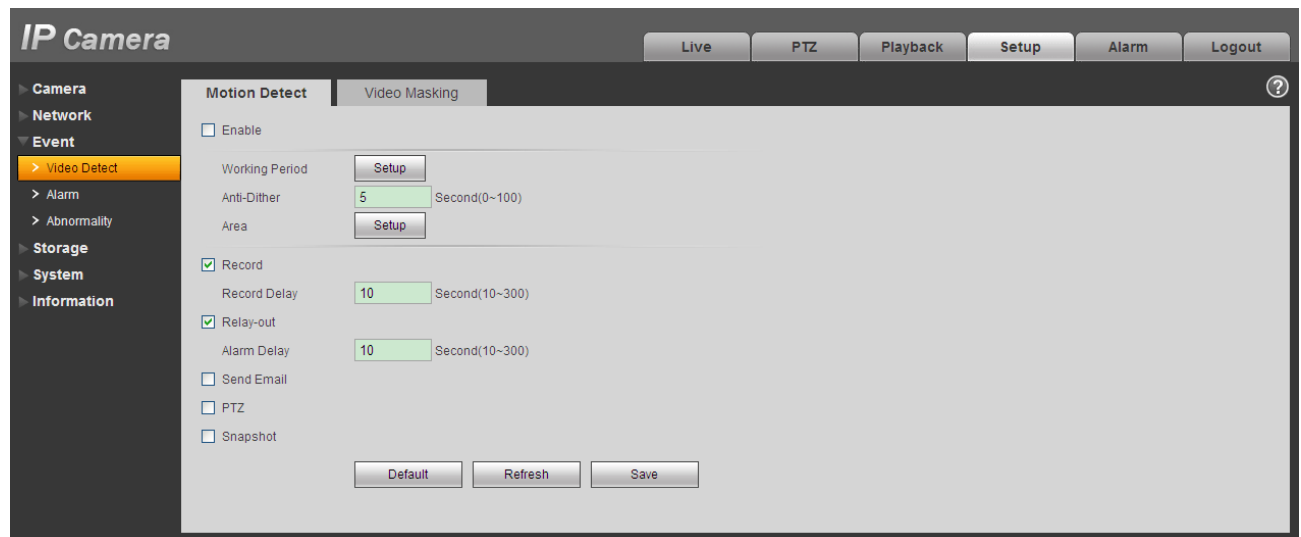 IP Camera
Live PTZ Playback Setup Alarm Logout
Camera
Network
Event
> Video Detect
> Alarm
> Abnormality
Storage
System
Information
Motion Detect Video Masking
?
Enable
Working Period Setup
Anti-Dither 5 Second(0~100)
Area Setup
Record
Record Delay 10 Second(10~300)
Relay-out
Alarm Delay 10 Second(10~300)
Send Email
PTZ
Snapshot
Default Refresh Save